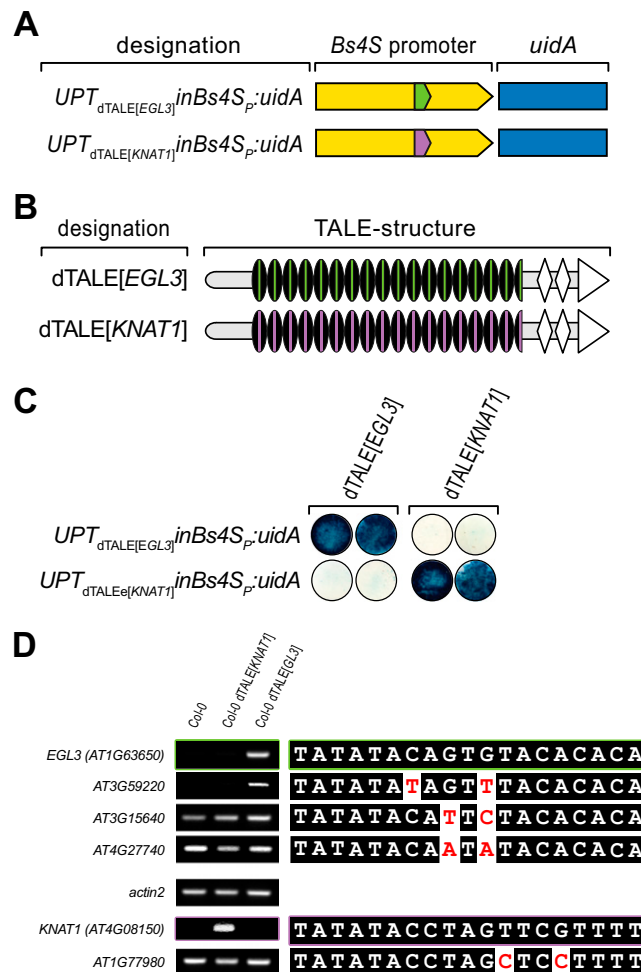 A
designation Bs4S promoter uidA
UPTdTALE[EGL3]inBs4SP:uidA
UPTdTALE[KNAT1]inBs4SP:uidA
B
designation TALE-structure
dTALE[EGL3]
dTALE[KNAT1]
C
dTALE[EGL3] dTALE[KNAT1]
UPTdTALE[EGL3]inBs4SP:uidA
UPTdTALEe[KNAT1]inBs4SP:uidA
D
Col-0 Col-0 dTALE[KNAT1] Col-0 dTALE[GL3]
EGL3 (AT1G63650) TATATACAGTGTACACACA
AT3G59220 TATATATAGTTTACACACA
AT3G15640 TATATACATTCTACACACA
AT4G27740 TATATACAATATACACACA
actin2
KNAT1 (AT4G08150) TATATACCTAGTTCGTTTT
AT1G77980 TATATACCTAGCTCCTTTT